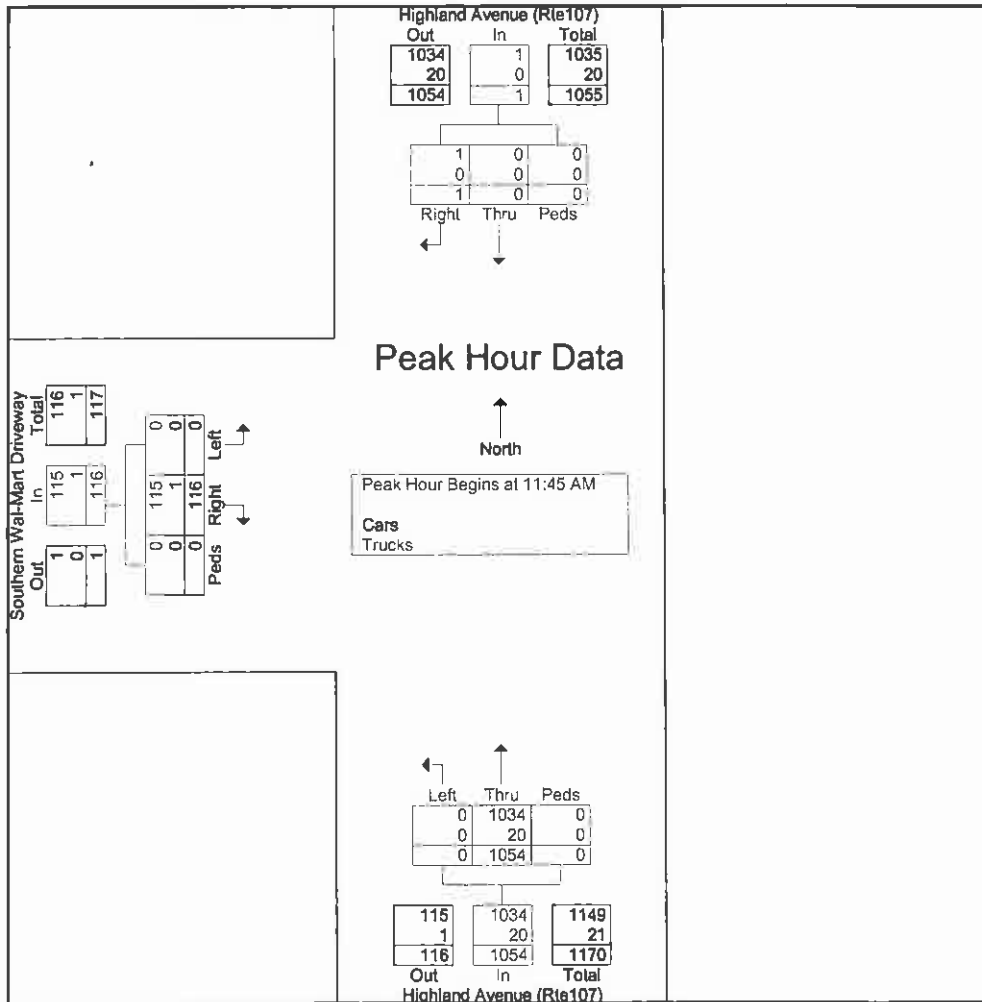 Highland Avenue (Rte107)
Out In Total
1034 1 1035
20 0 20
1054 1 1055
1 0 0
0 0 0
1 0 0
Right Thru Peds
Peak Hour Data
North
Peak Hour Begins at 11:45 AM
Cars
Trucks
Southern Wal-Mart Driveway
Out In Total
1 115 116
0 1 1
1 116 117
0 115 0
0 1 0
0 116 0
Peds Right Left
Left Thru Peds
0 1034 0
0 20 0
0 1054 0
115 1034 1149
1 20 21
116 1054 1170
Out In Total
Highland Avenue (Rte107)